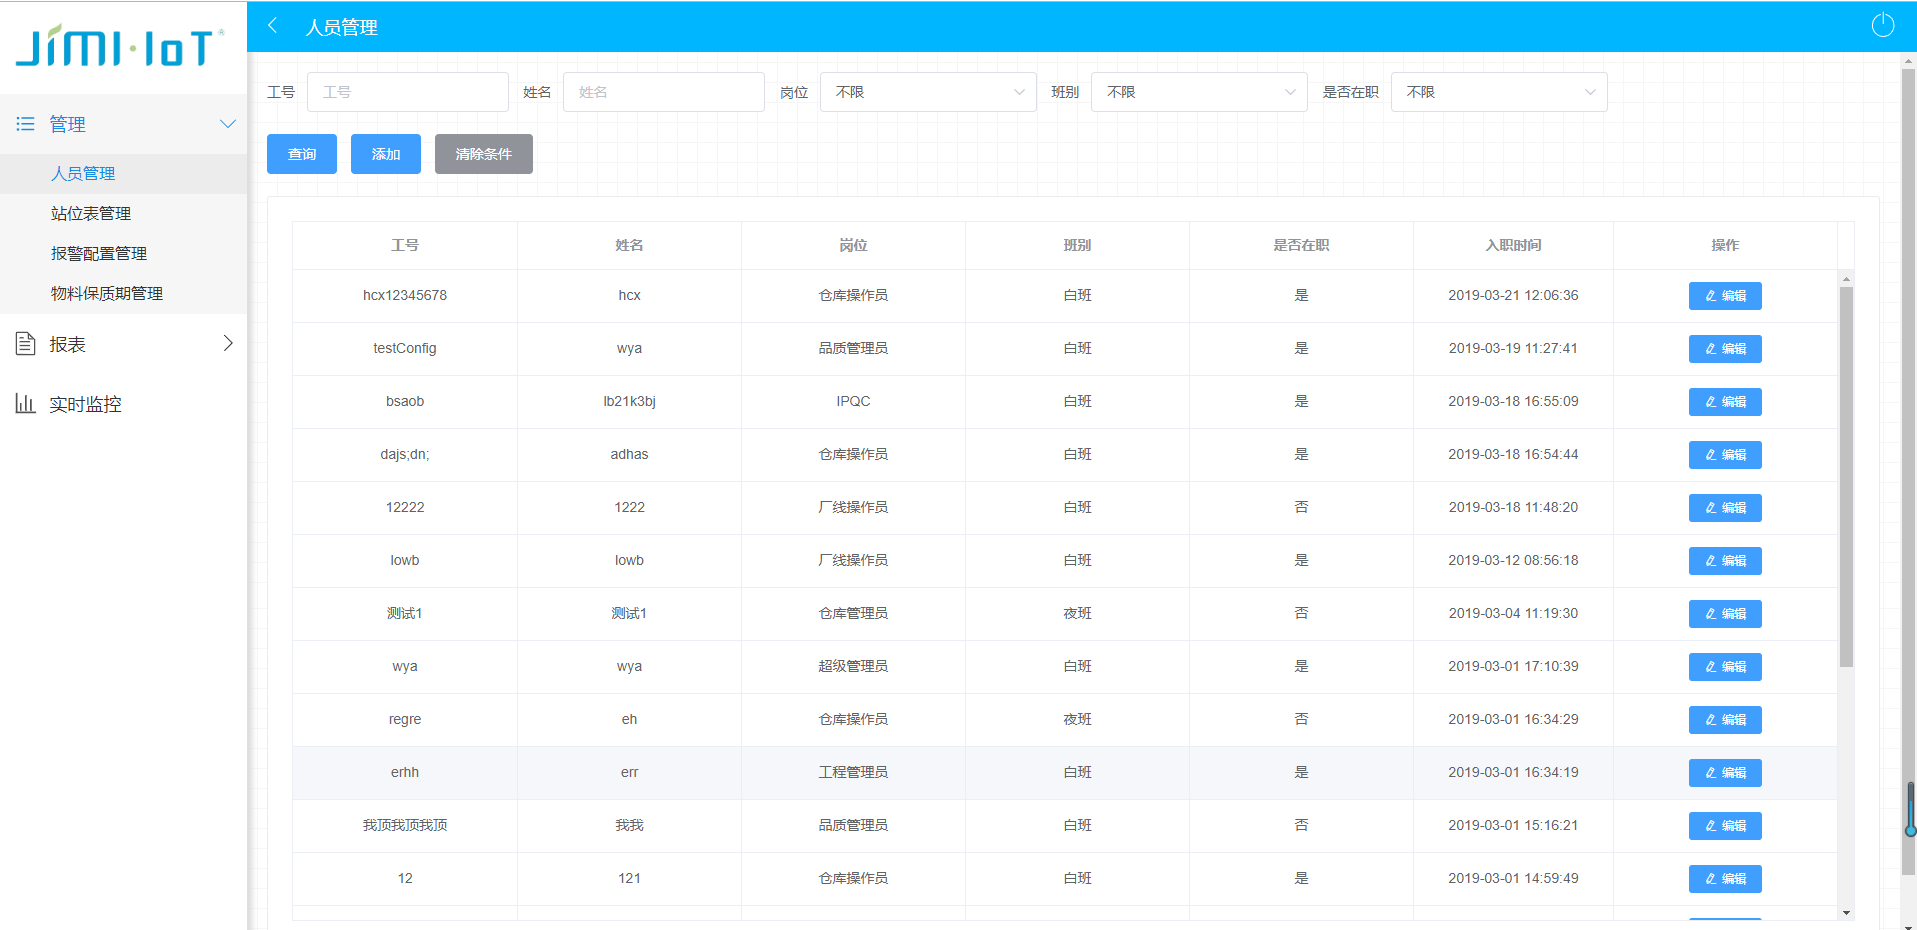 JIMI·IoT®
人员管理
管理
人员管理
站位表管理
报警配置管理
物料保质期管理
报表
实时监控
工号 工号 姓名 姓名 岗位 不限 班别 不限 是否在职 不限
查询 添加 清除条件
工号 姓名 岗位 班别 是否在职 入职时间 操作
hcx12345678 hcx 仓库操作员 白班 是 2019-03-21 12:06:36 编辑
testConfig wya 品质管理员 白班 是 2019-03-19 11:27:41 编辑
bsaob lb21k3bj IPQC 白班 是 2019-03-18 16:55:09 编辑
dajs;dn; adhas 仓库操作员 白班 是 2019-03-18 16:54:44 编辑
12222 1222 厂线操作员 白班 否 2019-03-18 11:48:20 编辑
lowb lowb 厂线操作员 白班 是 2019-03-12 08:56:18 编辑
测试1 测试1 仓库管理员 夜班 否 2019-03-04 11:19:30 编辑
wya wya 超级管理员 白班 是 2019-03-01 17:10:39 编辑
regre eh 仓库操作员 夜班 否 2019-03-01 16:34:29 编辑
erhh err 工程管理员 白班 是 2019-03-01 16:34:19 编辑
我顶我顶我顶 我我 品质管理员 白班 否 2019-03-01 15:16:21 编辑
12 121 仓库操作员 白班 是 2019-03-01 14:59:49 编辑